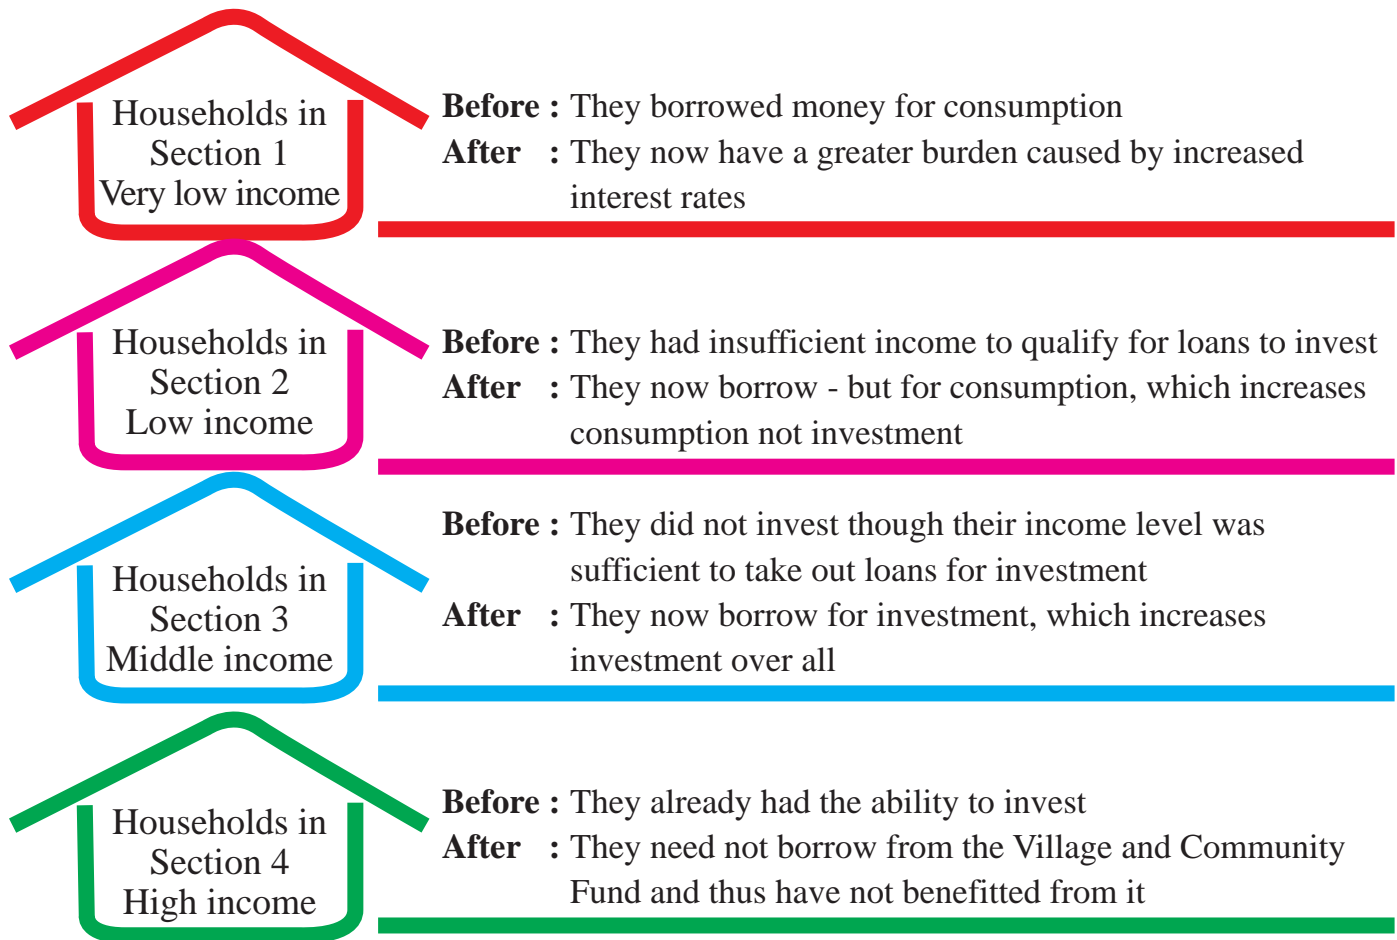 Households in
Section 1
Very low income
Before : They borrowed money for consumption
After : They now have a greater burden caused by increased
interest rates
Households in
Section 2
Low income
Before : They had insufficient income to qualify for loans to invest
After : They now borrow - but for consumption, which increases
consumption not investment
Households in
Section 3
Middle income
Before : They did not invest though their income level was
sufficient to take out loans for investment
After : They now borrow for investment, which increases
investment over all
Households in
Section 4
High income
Before : They already had the ability to invest
After : They need not borrow from the Village and Community
Fund and thus have not benefitted from it